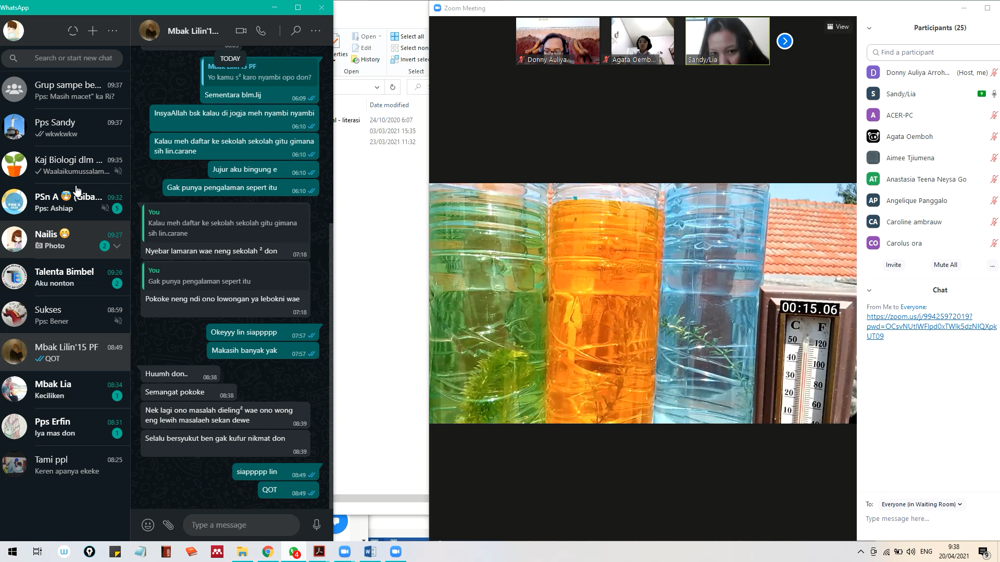 WhatsApp
Search or start new chat
Grup sampe be... 09:37
Pps: Masih macet" ka Ri?
Pps Sandy 09:37
wkwkwkw
Kaj Biologi dlm ... 09:35
Waalaikumussalam...
PSn A 🤠 (Giba... 09:32
Pps: Ashiap 5
Nailis 😁 09:27
Photo 2
Talenta Bimbel 09:26
Aku nonton 2
Sukses 08:59
Pps: Bener
Mbak Lilin'15 PF 08:49
QOT
Mbak Lia 08:34
Keciliken 1
Pps Erfin 08:31
Iya mas don 1
Tami ppl 08:25
Keren apanya ekeke
Mbak Lilin'1...
TODAY
Mbak Lilin'15 PF
Yo kamu s² karo nyambi opo don?
Sementara blm.lij 06:09
InsyaAllah bsk kalau di jogja meh nyambi nyambi
06:10
Kalau meh daftar ke sekolah sekolah gitu gimana
sih lin.carane 06:10
Jujur aku bingung e 06:10
Gak punya pengalaman sepert itu 06:10
You
Kalau meh daftar ke sekolah sekolah gitu gimana
sih lin.carane
Nyebar lamaran wae neng sekolah ² don 07:18
You
Gak punya pengalaman sepert itu
Pokoke neng ndi ono lowongan ya lebokni wae
07:18
Okeyyy lin siappppp 07:57
Makasih banyak yak 07:57
Huumh don.. 08:38
Semangat pokoke 08:38
Nek lagi ono masalah dieling² wae ono wong
eng lewih masalaeh sekan dewe 08:39
Selalu bersyukut ben gak kufur nikmat don
08:39
siappppp lin 08:49
QOT 08:49
Type a message
Open
Edit
History
Open
Select all
Select non
Invert selec
Select
erties
Date modified
al - literasi 24/10/2020 6:07
03/03/2021 15:35
23/03/2021 11:32
Zoom Meeting
Donny Auliya...
Agata Oemb...
Sandy/Lia
View
00:15.06
C F
50 120
40 100
30
80
20
60
10
Participants (25)
Find a participant
D Donny Auliya Arroh... (Host, me)
S Sandy/Lia
A ACER-PC
Agata Oemboh
Aimee Tjiumena
AT Anastasia Teena Neysa Go
AP Angelique Panggalo
CA Caroline ambrauw
CO Carolus ora
Invite Mute All ...
Chat
From Me to Everyone:
https://zoom.us/j/99425972019?
pwd=OCsvNUtlWFlpd0xTWlk5dzNIQXpk
UT09
To: Everyone (in Waiting Room)
Type message here...
4
ENG
9:38
20/04/2021
9